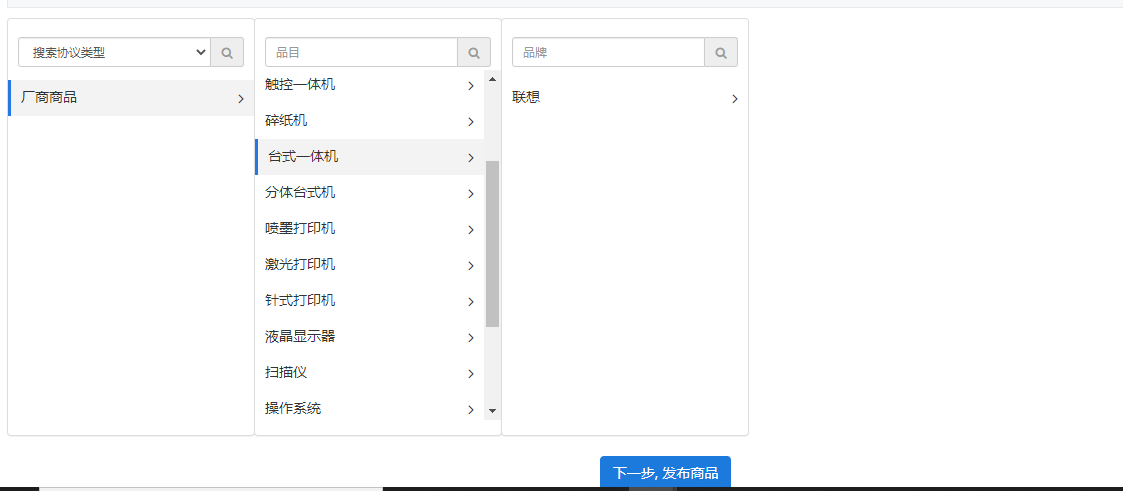 搜索协议类型
厂商商品
品目
触控一体机
碎纸机
台式一体机
分体台式机
喷墨打印机
激光打印机
针式打印机
液晶显示器
扫描仪
操作系统
品牌
联想
下一步, 发布商品